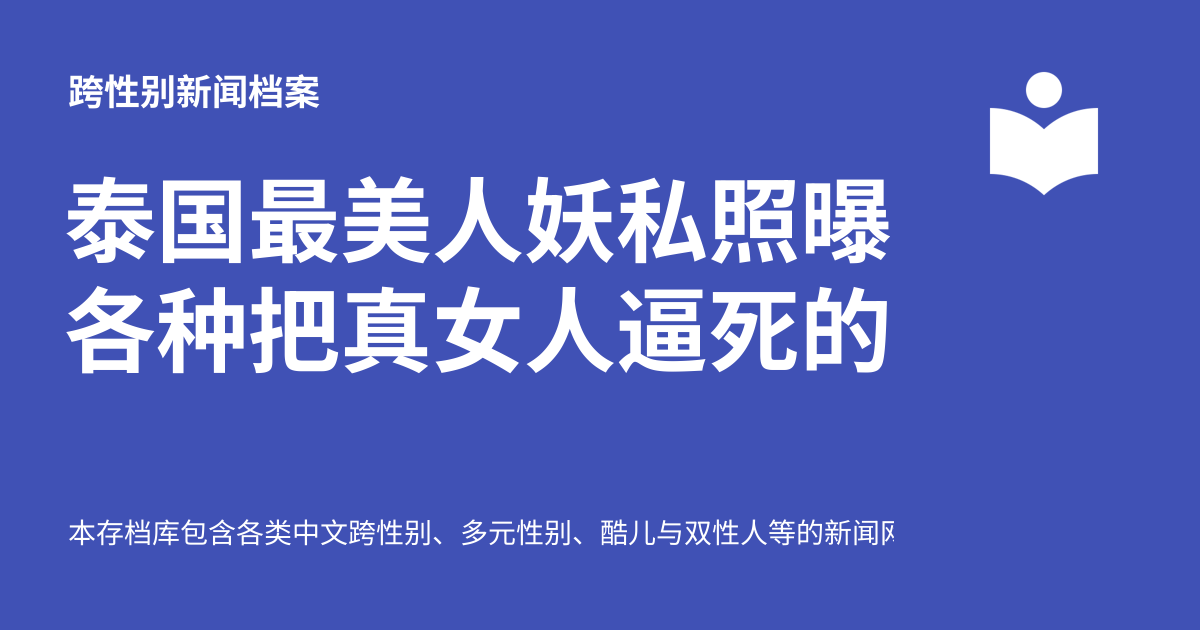 跨性别新闻档案
泰国最美人妖私照曝
各种把真女人逼死的
本存档库包含各类中文跨性别、多元性别、酷儿与双性人等的新闻网